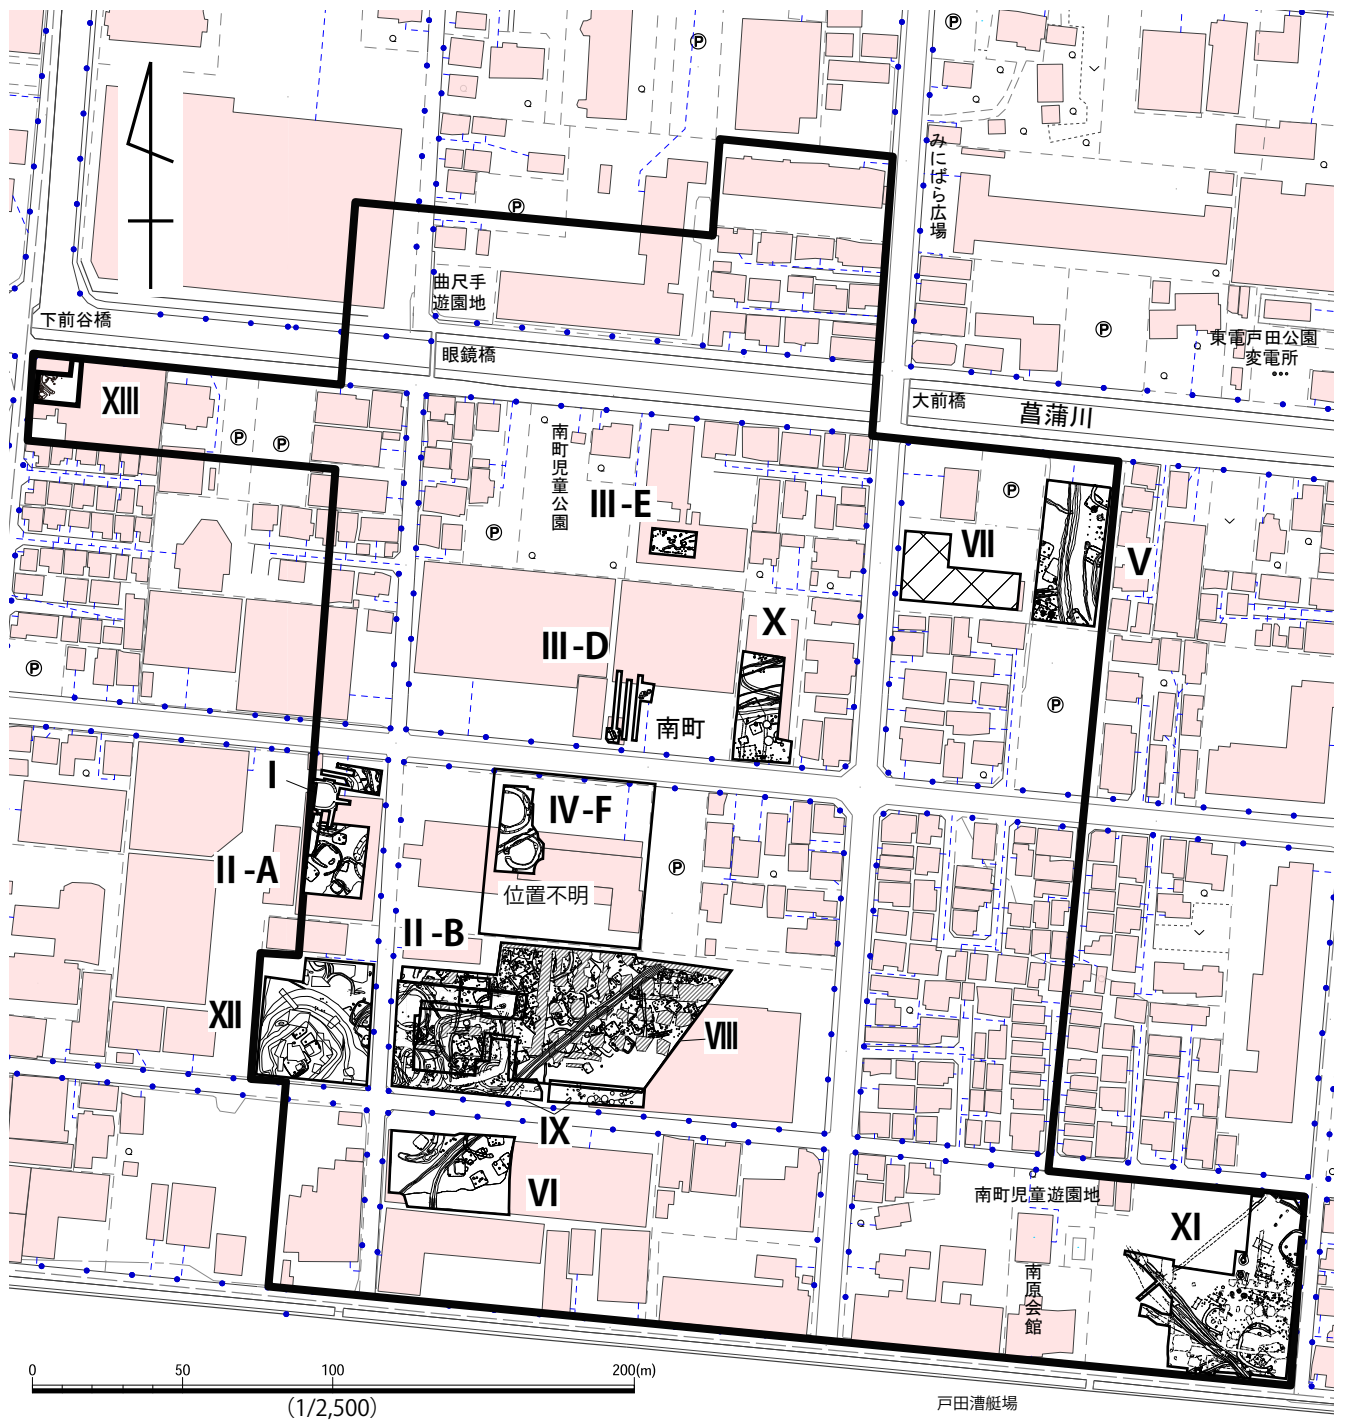 Ⓟ
Ⓟ
みにばら広場
Ⓟ
曲尺手
遊園地
下前谷橋
眼鏡橋
Ⓟ
東電戸田公園
変電所
大前橋
菖蒲川
XIII
Ⓟ
Ⓟ
南町児童公園
III-E
Ⓟ
Ⓟ
VII
V
X
III-D
Ⓟ
南町
Ⓟ
I
IV-F
II-A
Ⓟ
位置不明
II-B
XII
VIII
IX
VI
南町児童遊園地
XI
南原会館
0 50 100 200(m)
(1/2,500)
戸田漕艇場